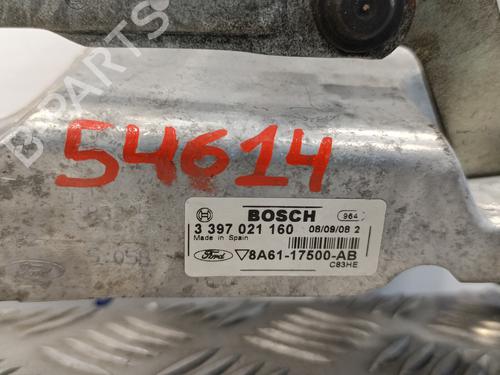 B-PARTS
54614
BOSCH 964
3 397 021 160 08/09/08 2
Made in Spain
Ford 8A61-17500-AB
C83HE
Ford